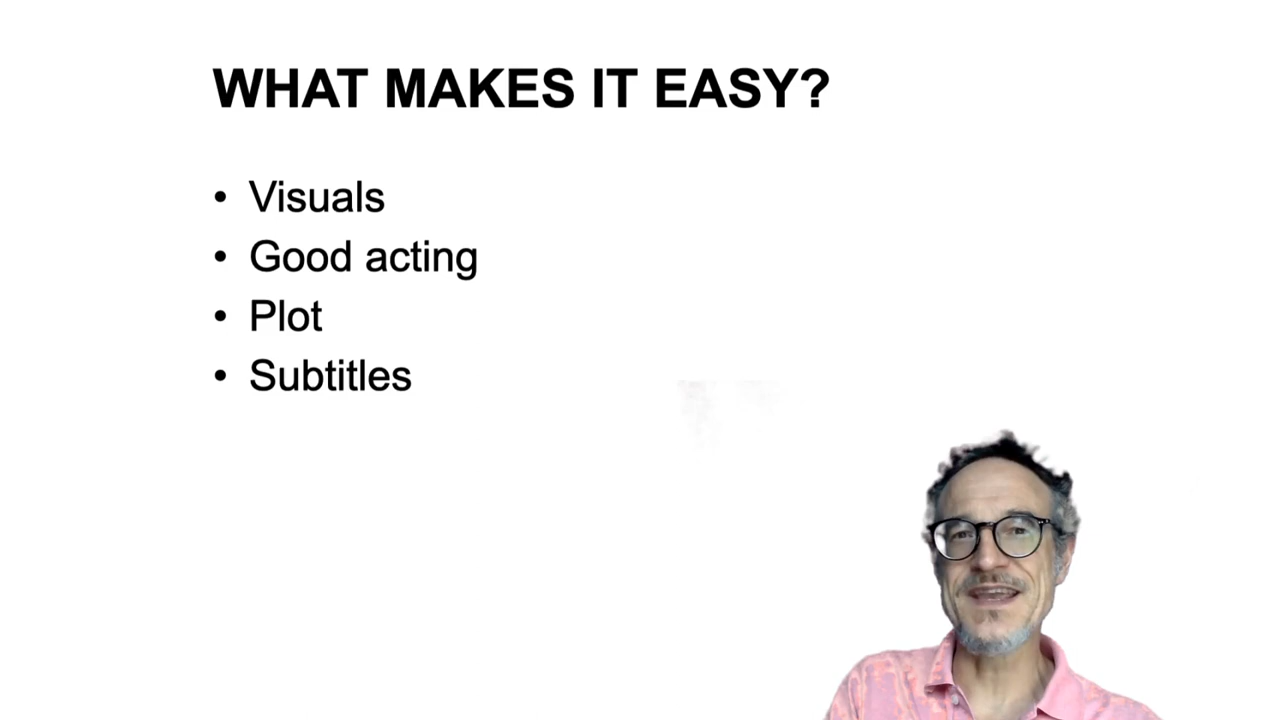 WHAT MAKES IT EASY?
• Visuals
• Good acting
• Plot
• Subtitles